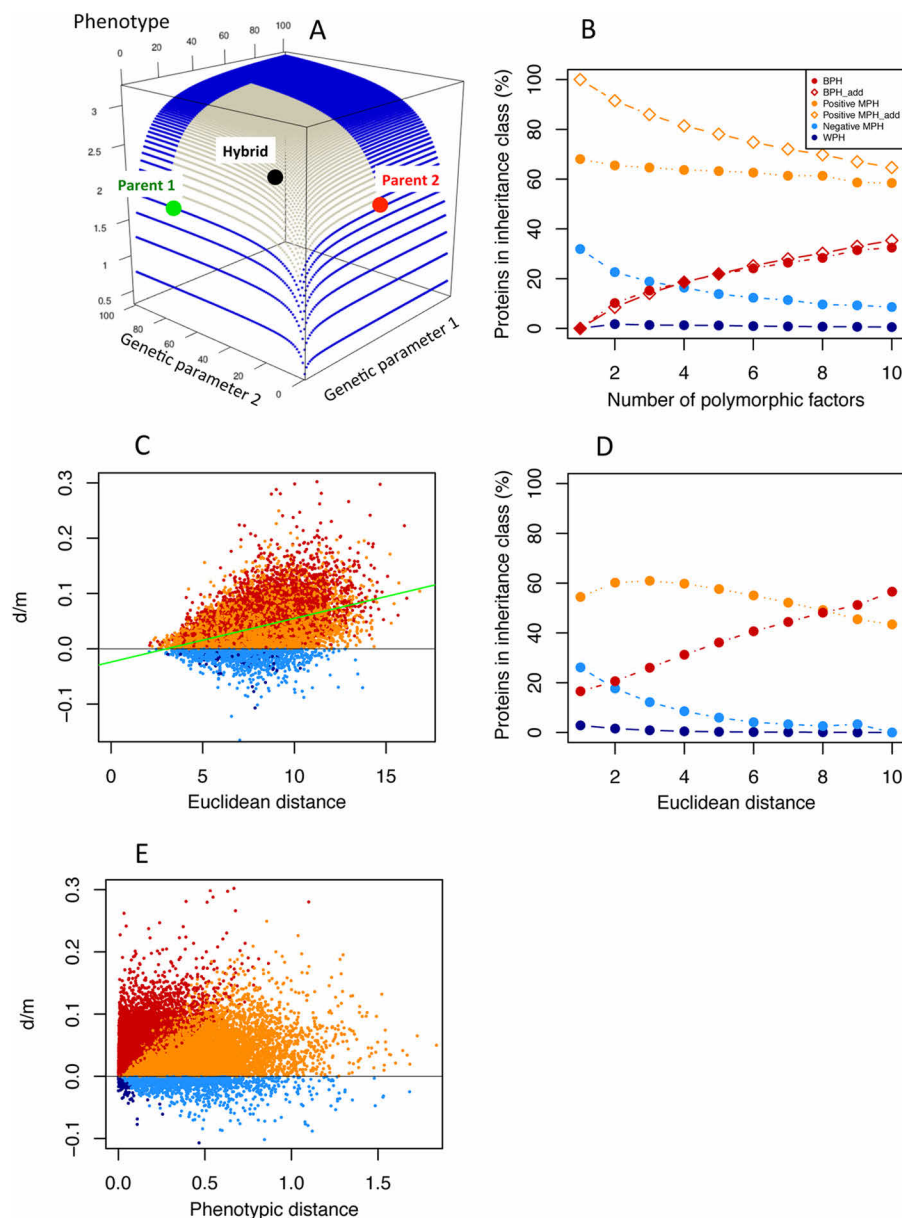 Phenotype
A
0
20
40
60
80
100
3
2.5
2
1.5
1
0.5
Hybrid
Parent 1
Parent 2
100
80
60
40
20
0
Genetic parameter 2
Genetic parameter 1
B
Proteins in inheritance class (%)
100
80
60
40
20
0
BPH
BPH_add
Positive MPH
Positive MPH_add
Negative MPH
WPH
2 4 6 8 10
Number of polymorphic factors
C
d/m
0.3
0.2
0.1
0.0
−0.1
0 5 10 15
Euclidean distance
D
Proteins in inheritance class (%)
100
80
60
40
20
0
2 4 6 8 10
Euclidean distance
E
d/m
0.3
0.2
0.1
0.0
−0.1
0.0 0.5 1.0 1.5
Phenotypic distance